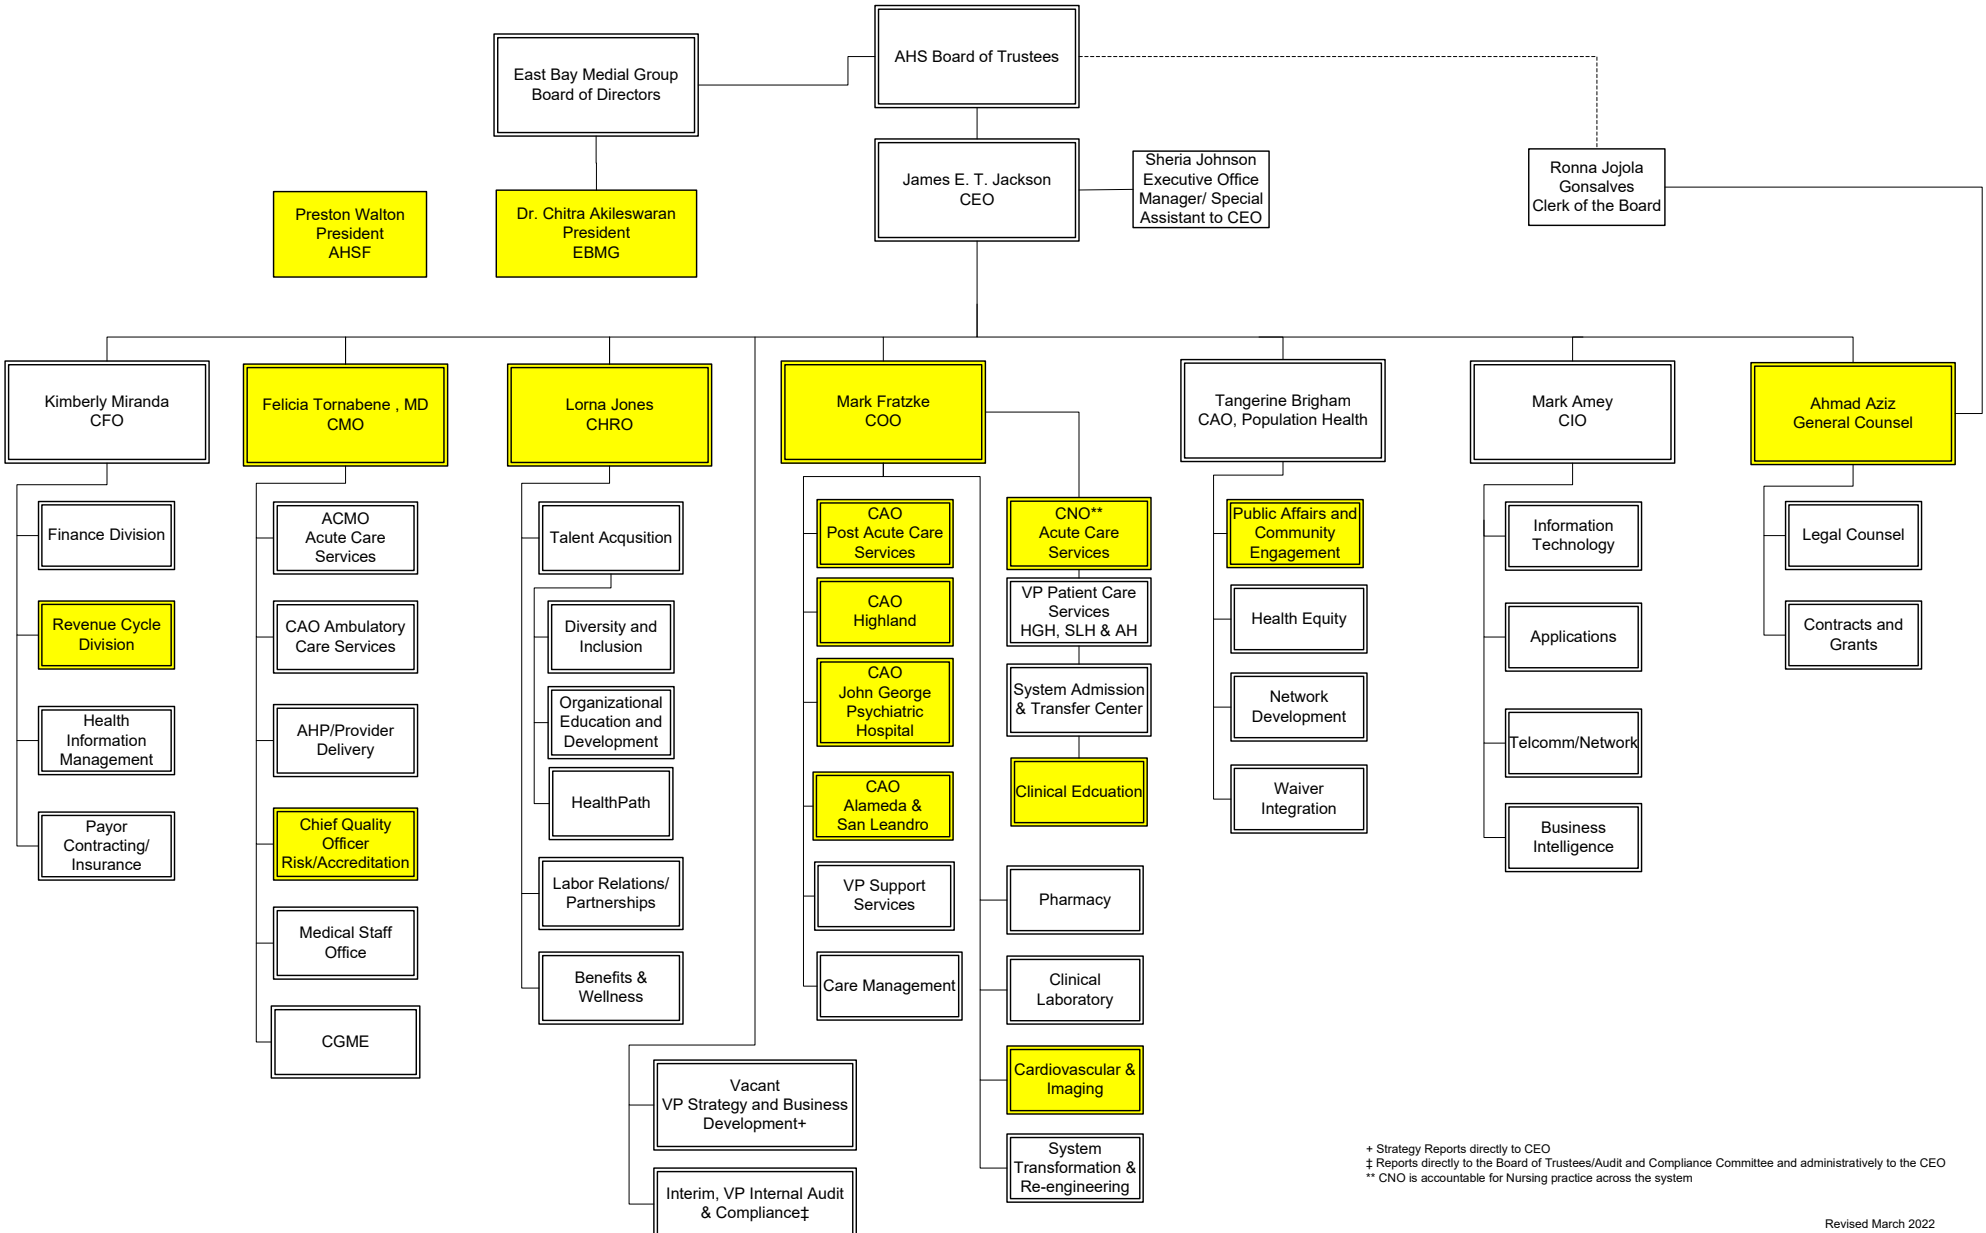 AHS Board of Trustees
East Bay Medial Group
Board of Directors
James E. T. Jackson
CEO
Sheria Johnson
Executive Office
Manager/ Special
Assistant to CEO
Ronna Jojola
Gonsalves
Clerk of the Board
Preston Walton
President
AHSF
Dr. Chitra Akileswaran
President
EBMG
Kimberly Miranda
CFO
Felicia Tornabene , MD
CMO
Lorna Jones
CHRO
Mark Fratzke
COO
Tangerine Brigham
CAO, Population Health
Mark Amey
CIO
Ahmad Aziz
General Counsel
Finance Division
Revenue Cycle
Division
Health
Information
Management
Payor
Contracting/
Insurance
ACMO
Acute Care
Services
CAO Ambulatory
Care Services
AHP/Provider
Delivery
Chief Quality
Officer
Risk/Accreditation
Medical Staff
Office
CGME
Talent Acqusition
Diversity and
Inclusion
Organizational
Education and
Development
HealthPath
Labor Relations/
Partnerships
Benefits &
Wellness
Vacant
VP Strategy and Business
Development+
Interim, VP Internal Audit
& Compliance‡
CAO
Post Acute Care
Services
CAO
Highland
CAO
John George
Psychiatric
Hospital
CAO
Alameda &
San Leandro
VP Support
Services
Care Management
CNO**
Acute Care
Services
VP Patient Care
Services
HGH, SLH & AH
System Admission
& Transfer Center
Clinical Edcuation
Pharmacy
Clinical
Laboratory
Cardiovascular &
Imaging
System
Transformation &
Re-engineering
Public Affairs and
Community
Engagement
Health Equity
Network
Development
Waiver
Integration
Information
Technology
Applications
Telcomm/Network
Business
Intelligence
Legal Counsel
Contracts and
Grants
+ Strategy Reports directly to CEO
‡ Reports directly to the Board of Trustees/Audit and Compliance Committee and administratively to the CEO
** CNO is accountable for Nursing practice across the system
Revised March 2022